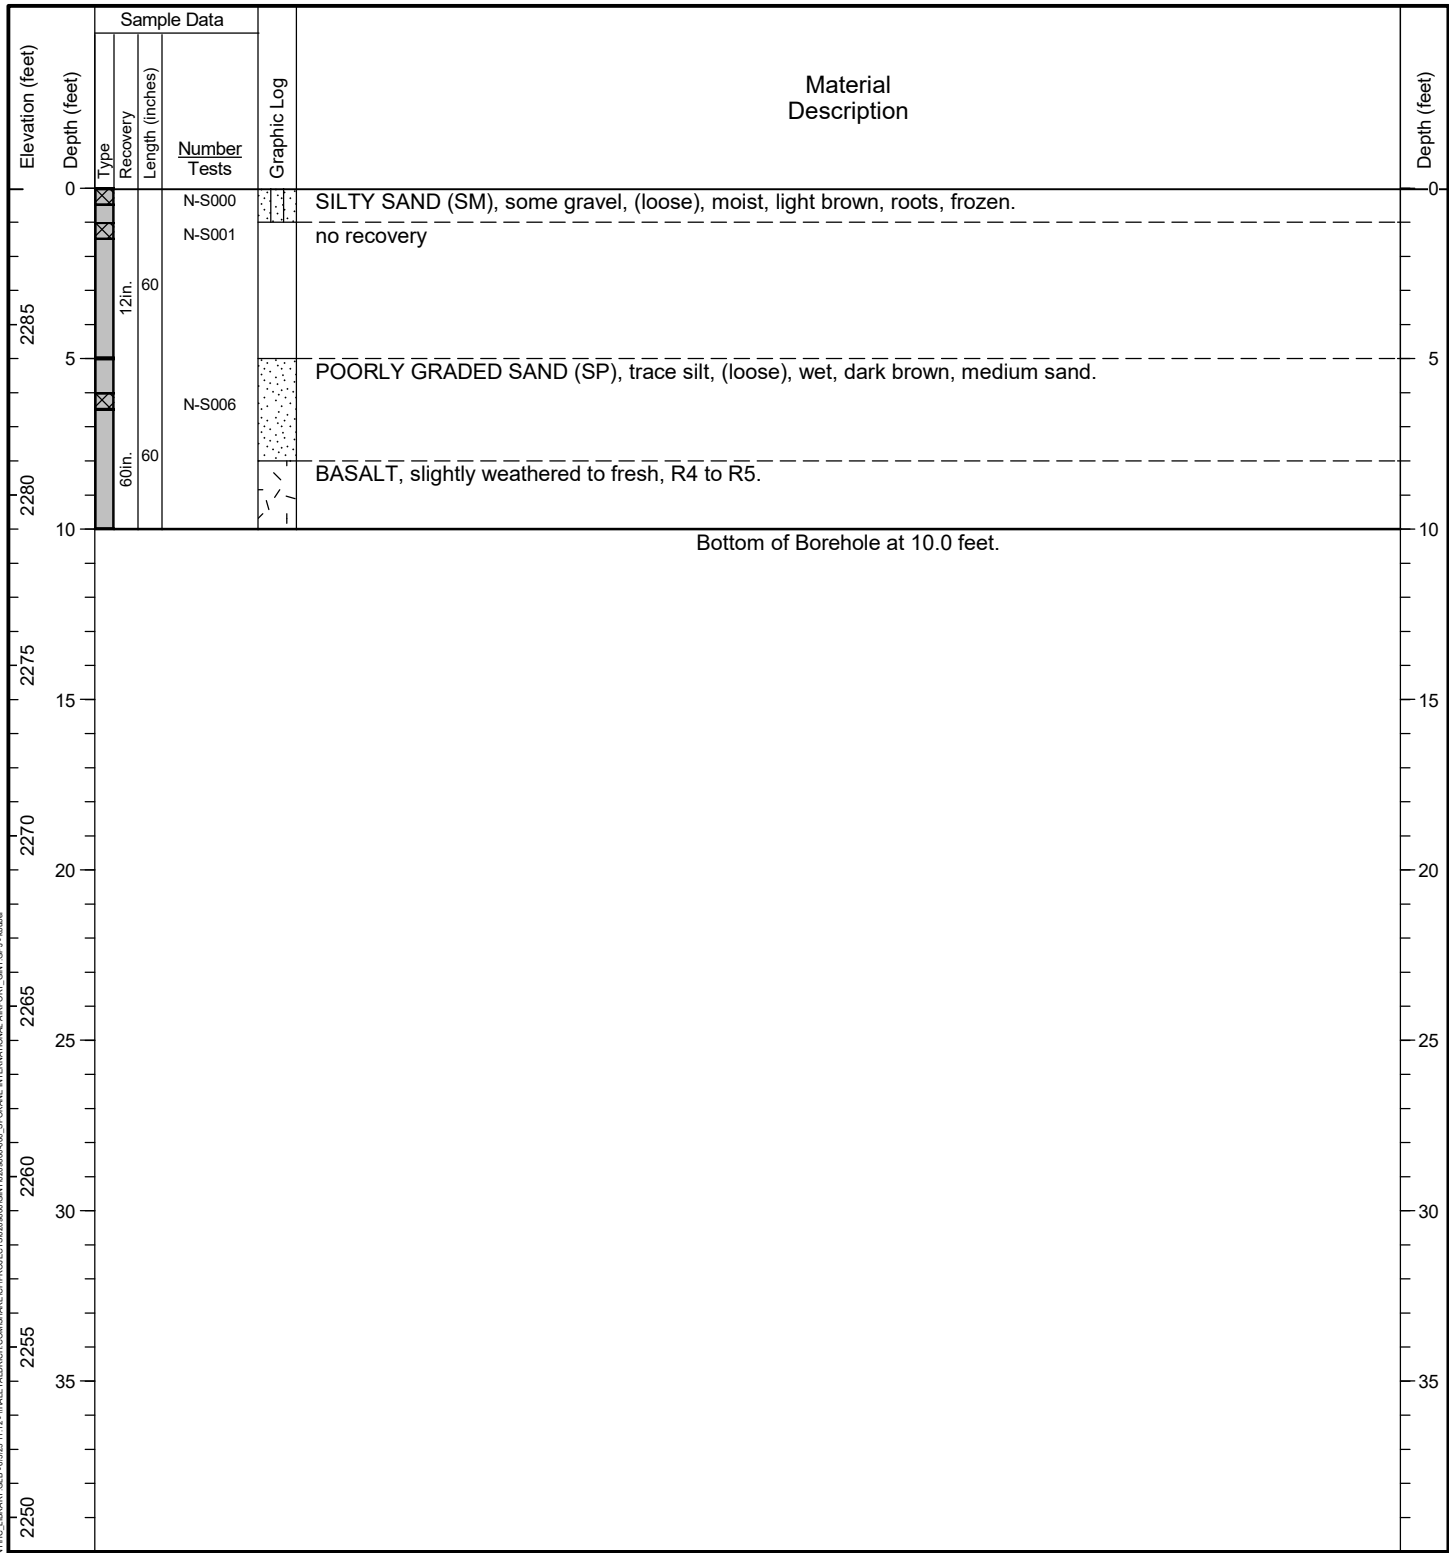 Sample Data
Elevation (feet)
Depth (feet)
Type
Recovery
Length (inches)
Number
Tests
Graphic Log
Material
Description
Depth (feet)
0
N-S000
SILTY SAND (SM), some gravel, (loose), moist, light brown, roots, frozen.
0
N-S001
no recovery
12in.
60
2285
5
5
POORLY GRADED SAND (SP), trace silt, (loose), wet, dark brown, medium sand.
N-S006
60in.
60
BASALT, slightly weathered to fresh, R4 to R5.
2280
10
10
Bottom of Borehole at 10.0 feet.
2275
15
15
2270
20
20
2265
25
25
2260
30
30
2255
35
35
2250